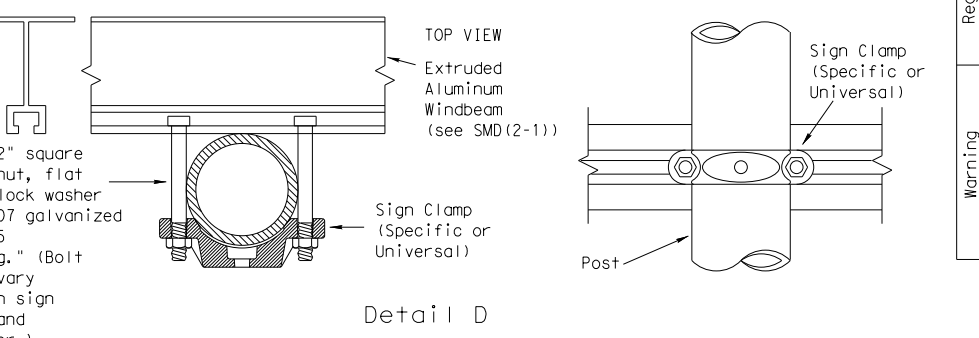 TOP VIEW
Extruded
Aluminum
Windbeam
(see SMD(2-1))
2" square
nut, flat
lock washer
07 galvanized
g." (Bolt
vary
sign
and
Sign Clamp
(Specific or
Universal)
Detail D
Sign Clamp
(Specific or
Universal)
Post
Reg
Warning